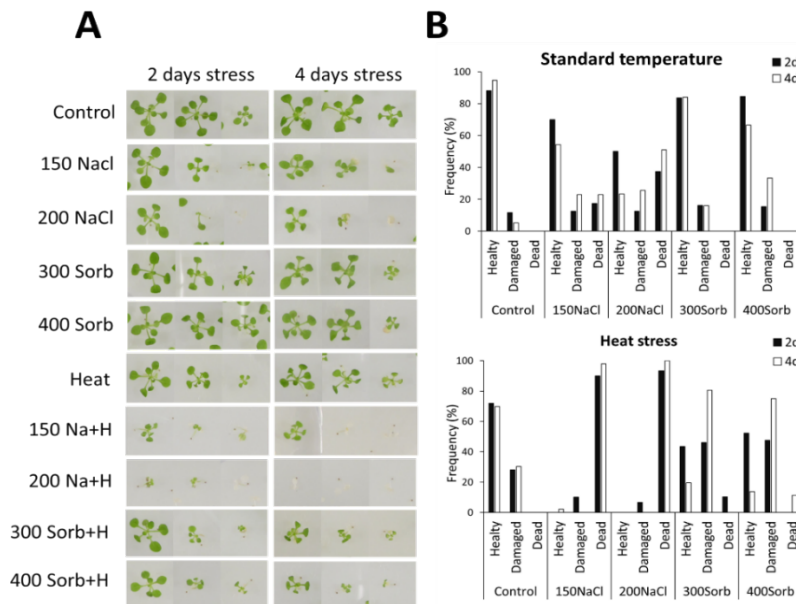 A
2 days stress 4 days stress
Control
150 Nacl
200 NaCl
300 Sorb
400 Sorb
Heat
150 Na+H
200 Na+H
300 Sorb+H
400 Sorb+H
B
Standard temperature
2d
4d
Frequency (%)
100
80
60
40
20
0
Healty Damaged Dead Healty Damaged Dead Healty Damaged Dead Healty Damaged Dead Healty Damaged Dead
Control 150NaCl 200NaCl 300Sorb 400Sorb
Heat stress
2d
4d
Frequency (%)
100
80
60
40
20
0
Healty Damaged Dead Healty Damaged Dead Healty Damaged Dead Healty Damaged Dead Healty Damaged Dead
Control 150NaCl 200NaCl 300Sorb 400Sorb